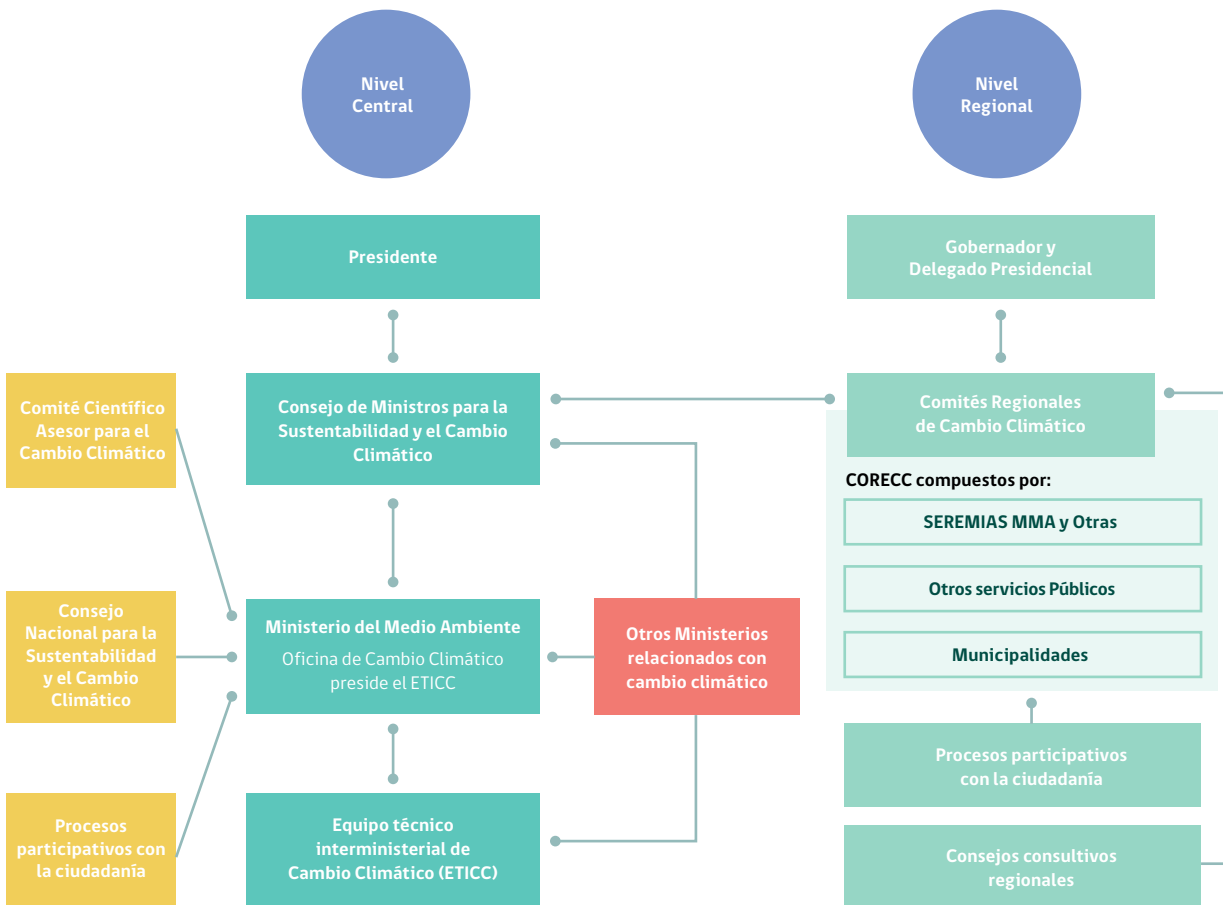 Nivel
Central
Nivel
Regional
Presidente
Gobernador y
Delegado Presidencial
Comité Científico
Asesor para el
Cambio Climático
Consejo de Ministros para la
Sustentabilidad y el Cambio
Climático
Comités Regionales
de Cambio Climático
CORECC compuestos por:
SEREMIAS MMA y Otras
Otros servicios Públicos
Municipalidades
Consejo
Nacional para la
Sustentabilidad
y el Cambio
Climático
Ministerio del Medio Ambiente
Oficina de Cambio Climático
preside el ETICC
Otros Ministerios
relacionados con
cambio climático
Procesos participativos
con la ciudadanía
Procesos
participativos con
la ciudadanía
Equipo técnico
interministerial de
Cambio Climático (ETICC)
Consejos consultivos
regionales